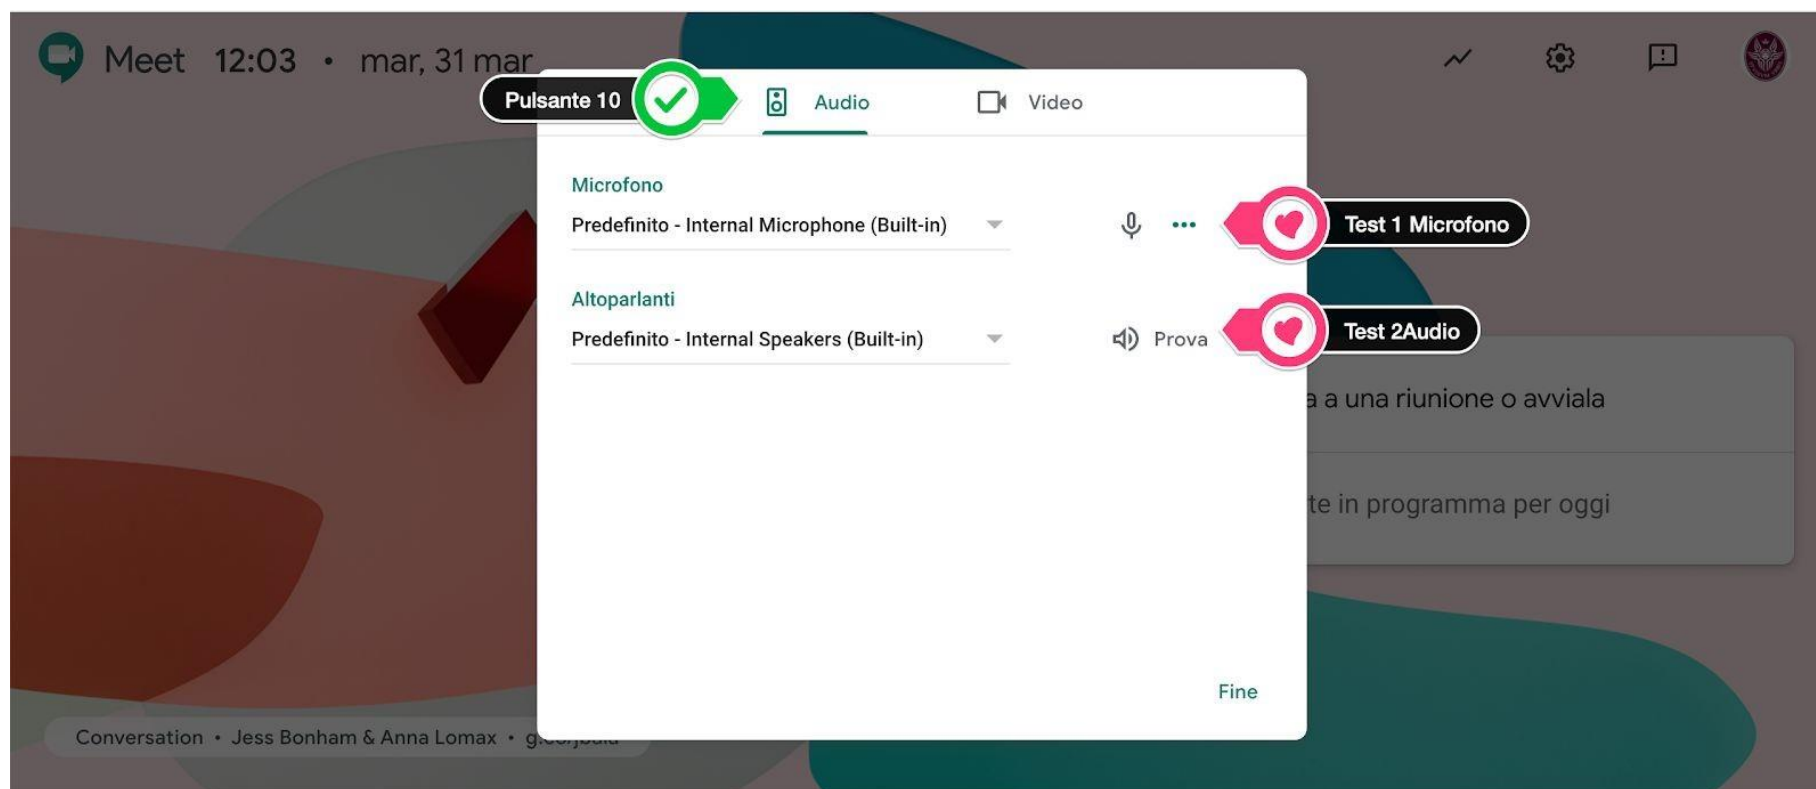 Meet 12:03 • mar, 31 mar
Pulsante 10
Audio
Video
Microfono
Predefinito - Internal Microphone (Built-in)
Test 1 Microfono
Altoparlanti
Predefinito - Internal Speakers (Built-in)
Prova
Test 2Audio
a una riunione o avviala
in programma per oggi
Fine
Conversation • Jess Bonham & Anna Lomax •